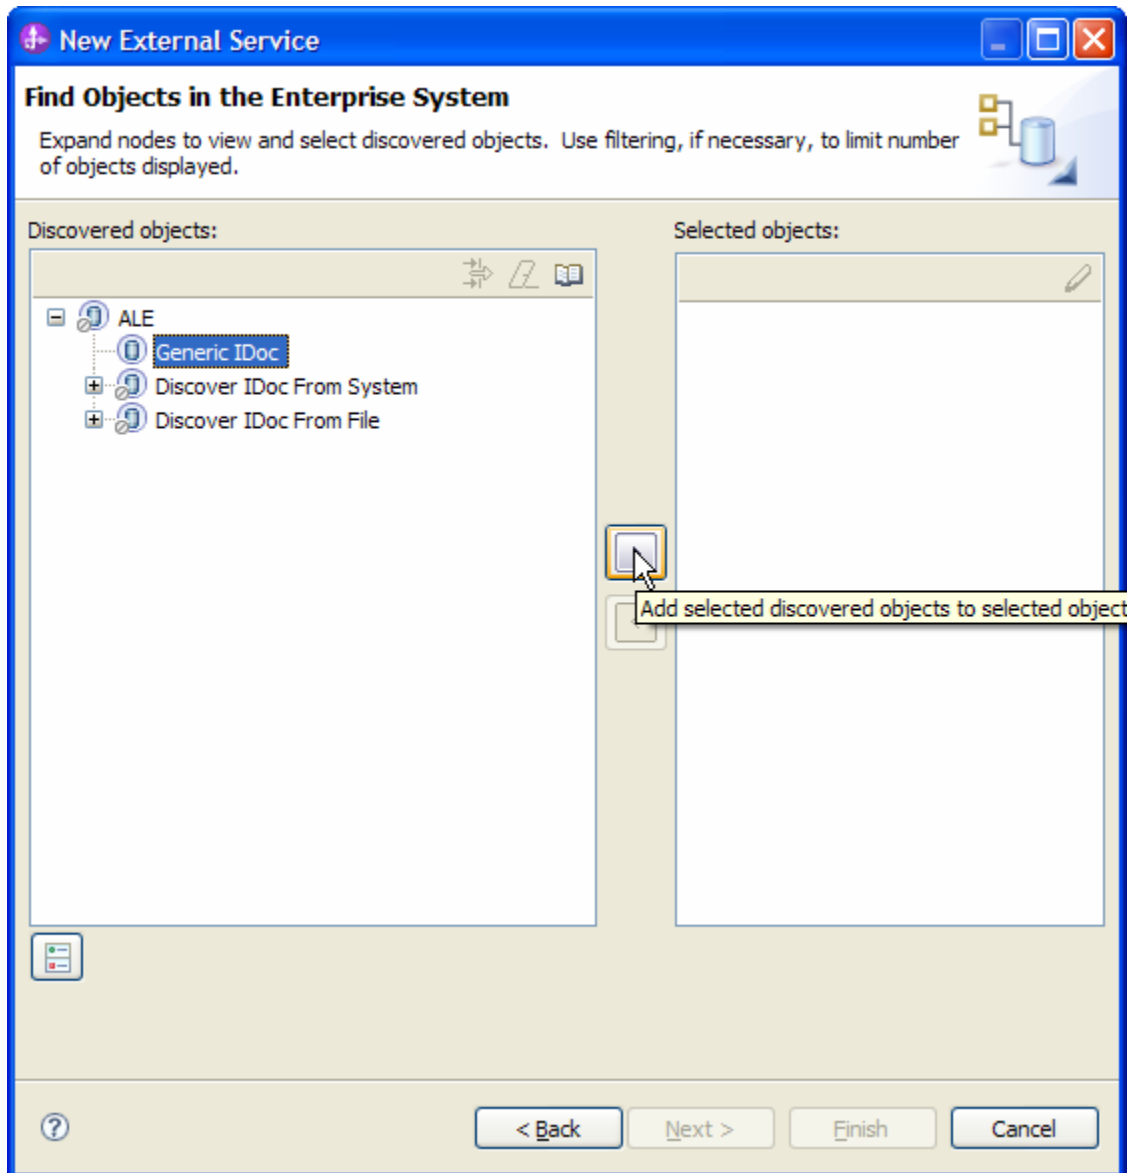 New External Service
Find Objects in the Enterprise System
Expand nodes to view and select discovered objects. Use filtering, if necessary, to limit number
of objects displayed.
Discovered objects:
Selected objects:
ALE
Generic IDoc
Discover IDoc From System
Discover IDoc From File
Add selected discovered objects to selected object
< Back
Next >
Finish
Cancel